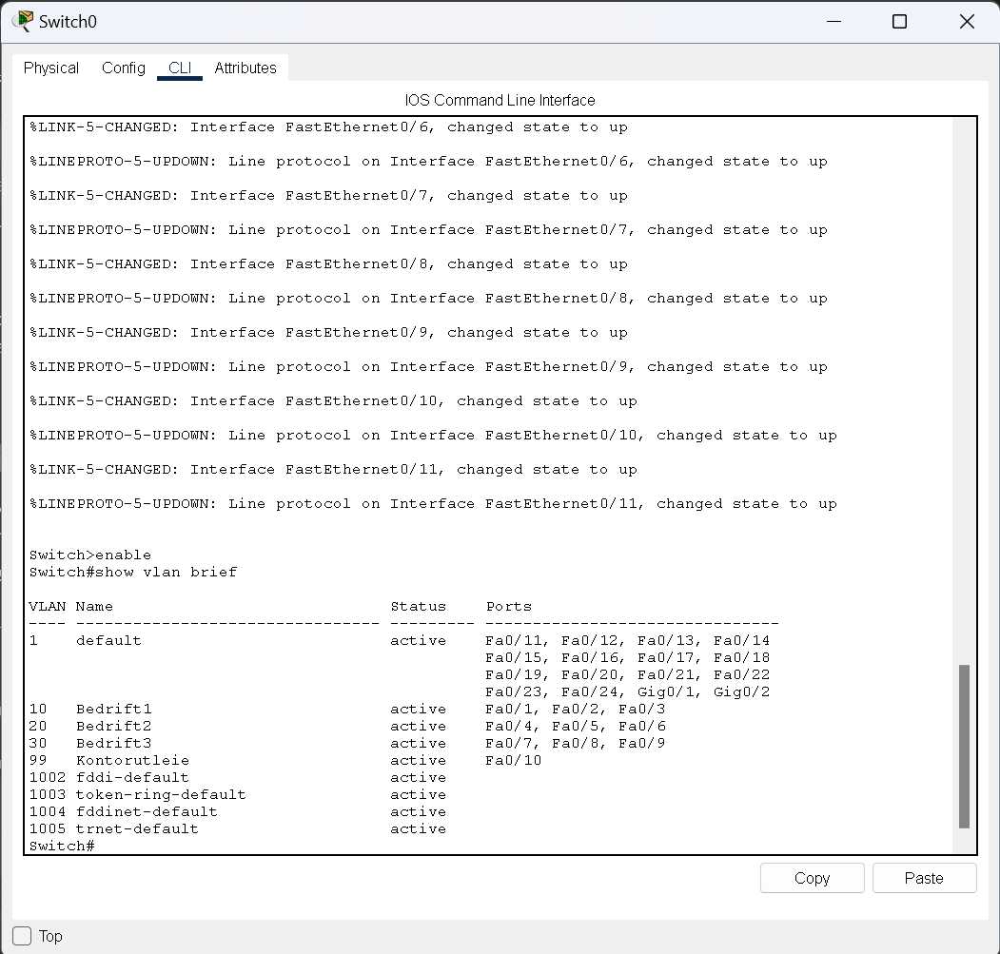 Switch0
Physical Config CLI Attributes
IOS Command Line Interface
%LINK-5-CHANGED: Interface FastEthernet0/6, changed state to up
%LINEPROTO-5-UPDOWN: Line protocol on Interface FastEthernet0/6, changed state to up
%LINK-5-CHANGED: Interface FastEthernet0/7, changed state to up
%LINEPROTO-5-UPDOWN: Line protocol on Interface FastEthernet0/7, changed state to up
%LINK-5-CHANGED: Interface FastEthernet0/8, changed state to up
%LINEPROTO-5-UPDOWN: Line protocol on Interface FastEthernet0/8, changed state to up
%LINK-5-CHANGED: Interface FastEthernet0/9, changed state to up
%LINEPROTO-5-UPDOWN: Line protocol on Interface FastEthernet0/9, changed state to up
%LINK-5-CHANGED: Interface FastEthernet0/10, changed state to up
%LINEPROTO-5-UPDOWN: Line protocol on Interface FastEthernet0/10, changed state to up
%LINK-5-CHANGED: Interface FastEthernet0/11, changed state to up
%LINEPROTO-5-UPDOWN: Line protocol on Interface FastEthernet0/11, changed state to up
Switch>enable
Switch#show vlan brief
VLAN Name                             Status    Ports
---- -------------------------------- --------- -------------------------------
1    default                          active    Fa0/11, Fa0/12, Fa0/13, Fa0/14
                                                Fa0/15, Fa0/16, Fa0/17, Fa0/18
                                                Fa0/19, Fa0/20, Fa0/21, Fa0/22
                                                Fa0/23, Fa0/24, Gig0/1, Gig0/2
10   Bedrift1                         active    Fa0/1, Fa0/2, Fa0/3
20   Bedrift2                         active    Fa0/4, Fa0/5, Fa0/6
30   Bedrift3                         active    Fa0/7, Fa0/8, Fa0/9
99   Kontorutleie                     active    Fa0/10
1002 fddi-default                     active
1003 token-ring-default               active
1004 fddinet-default                  active
1005 trnet-default                    active
Switch#
Copy Paste
Top